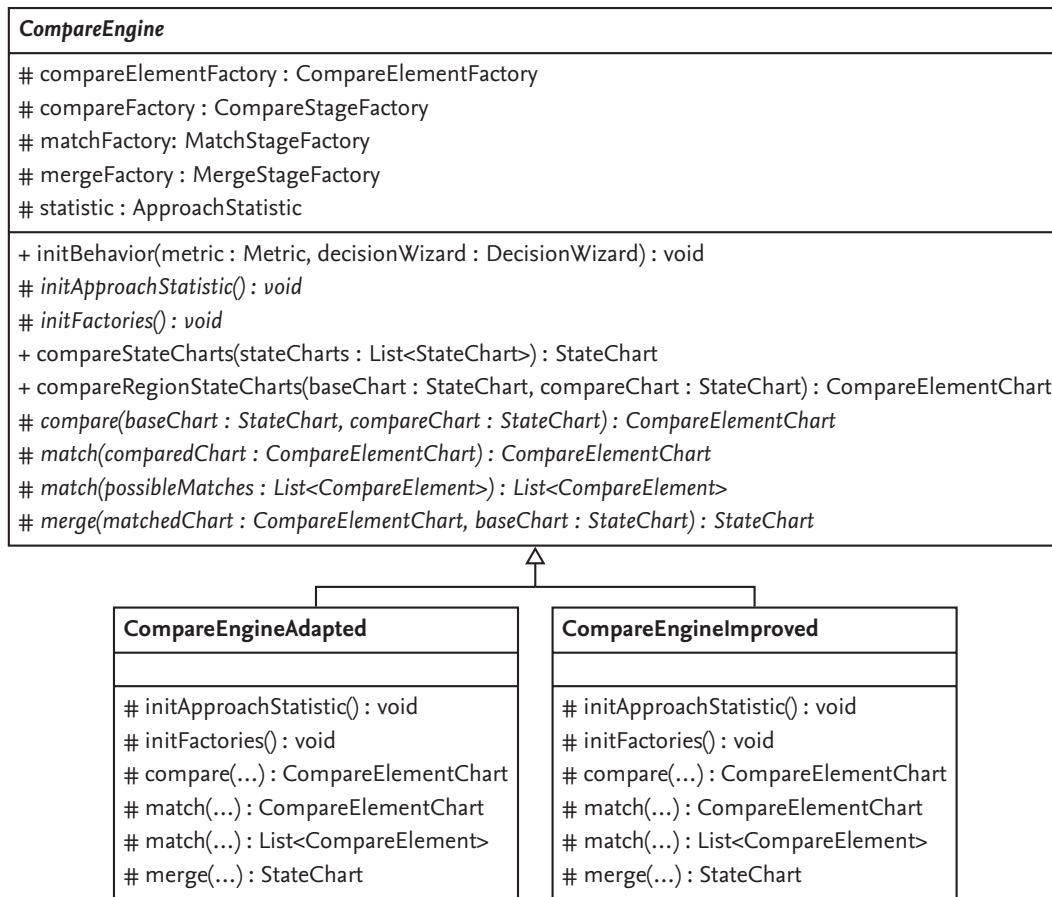 CompareEngine
# compareElementFactory : CompareElementFactory
# compareFactory : CompareStageFactory
# matchFactory: MatchStageFactory
# mergeFactory : MergeStageFactory
# statistic : ApproachStatistic
+ initBehavior(metric : Metric, decisionWizard : DecisionWizard) : void
# initApproachStatistic() : void
# initFactories() : void
+ compareStateCharts(stateCharts : List<StateChart>) : StateChart
+ compareRegionStateCharts(baseChart : StateChart, compareChart : StateChart) : CompareElementChart
# compare(baseChart : StateChart, compareChart : StateChart) : CompareElementChart
# match(comparedChart : CompareElementChart) : CompareElementChart
# match(possibleMatches : List<CompareElement>) : List<CompareElement>
# merge(matchedChart : CompareElementChart, baseChart : StateChart) : StateChart
CompareEngineAdapted
# initApproachStatistic() : void
# initFactories() : void
# compare(...) : CompareElementChart
# match(...) : CompareElementChart
# match(...) : List<CompareElement>
# merge(...) : StateChart
CompareEngineImproved
# initApproachStatistic() : void
# initFactories() : void
# compare(...) : CompareElementChart
# match(...) : CompareElementChart
# match(...) : List<CompareElement>
# merge(...) : StateChart